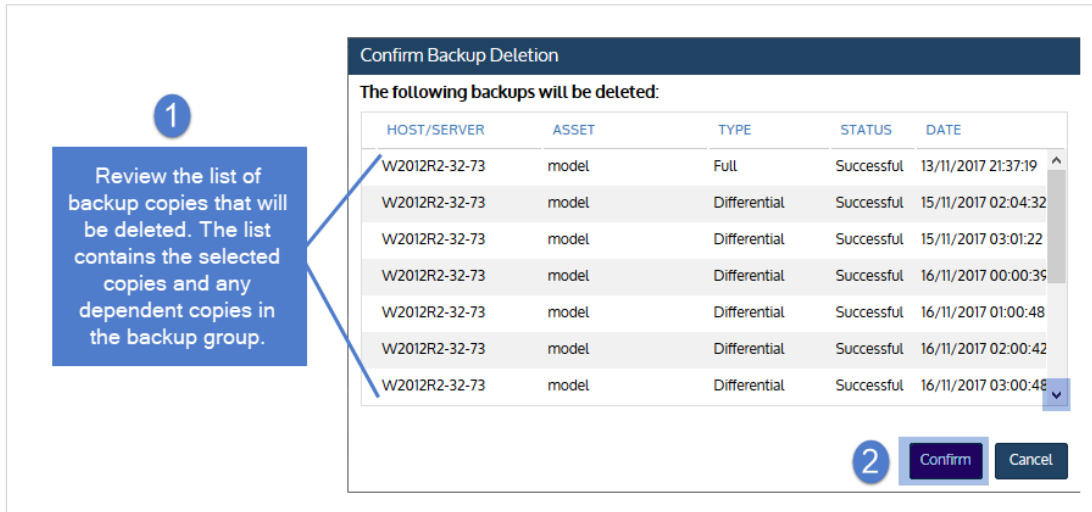 Confirm Backup Deletion
The following backups will be deleted:
HOST/SERVER ASSET TYPE STATUS DATE
W2012R2-32-73 model Full Successful 13/11/2017 21:37:19
W2012R2-32-73 model Differential Successful 15/11/2017 02:04:32
W2012R2-32-73 model Differential Successful 15/11/2017 03:01:22
W2012R2-32-73 model Differential Successful 16/11/2017 00:00:39
W2012R2-32-73 model Differential Successful 16/11/2017 01:00:48
W2012R2-32-73 model Differential Successful 16/11/2017 02:00:42
W2012R2-32-73 model Differential Successful 16/11/2017 03:00:48
1
Review the list of
backup copies that will
be deleted. The list
contains the selected
copies and any
dependent copies in
the backup group.
2
Confirm Cancel